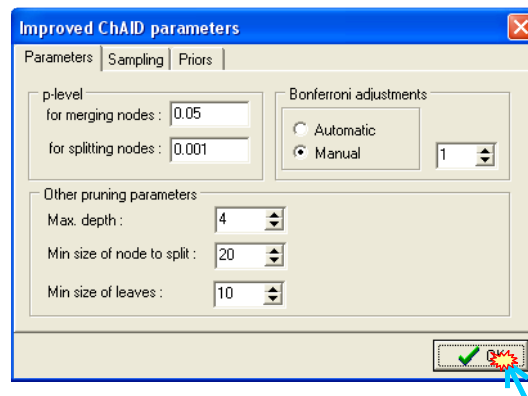 Improved ChAID parameters
Parameters Sampling Priors
p-level
for merging nodes : 0.05
for splitting nodes : 0.001
Bonferroni adjustments
Automatic
Manual 1
Other pruning parameters
Max. depth : 4
Min size of node to split : 20
Min size of leaves : 10
OK